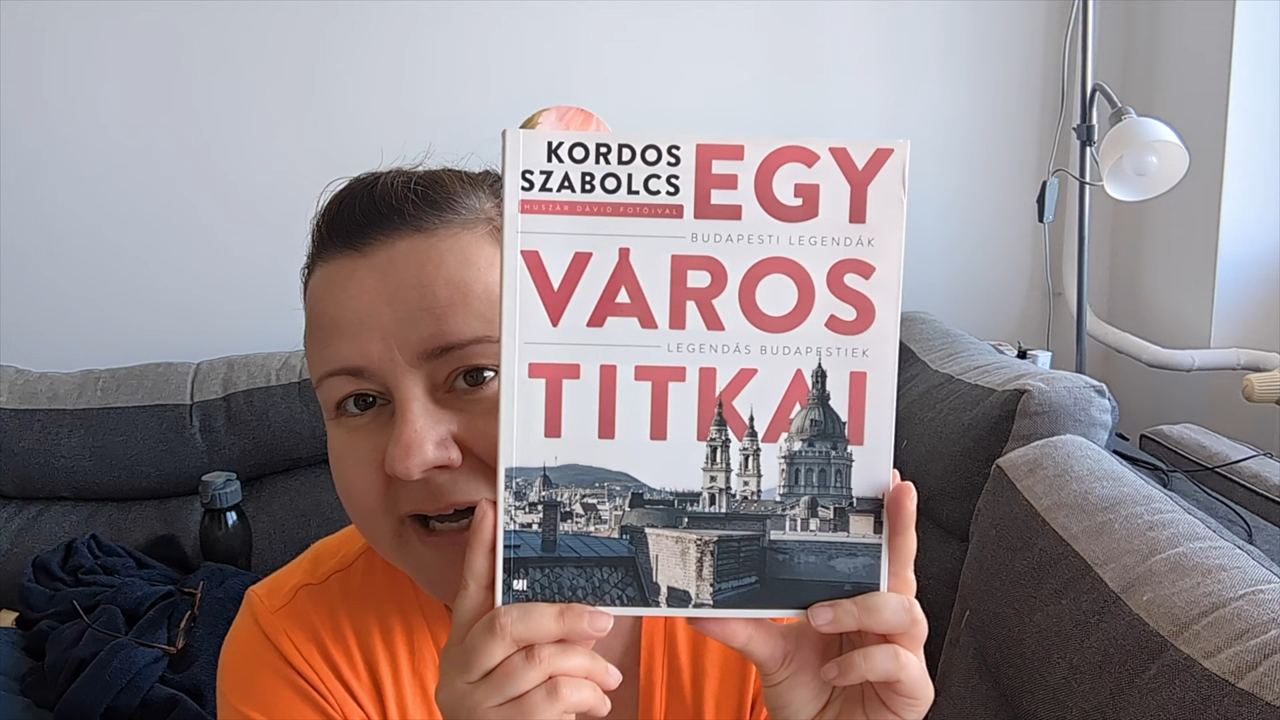 KORDOS
SZABOLCS
HUSZÁR DÁVID FOTÓIVAL
EGY
BUDAPESTI LEGENDÁK
VÁROS
LEGENDÁS BUDAPESTIEK
TITKAI